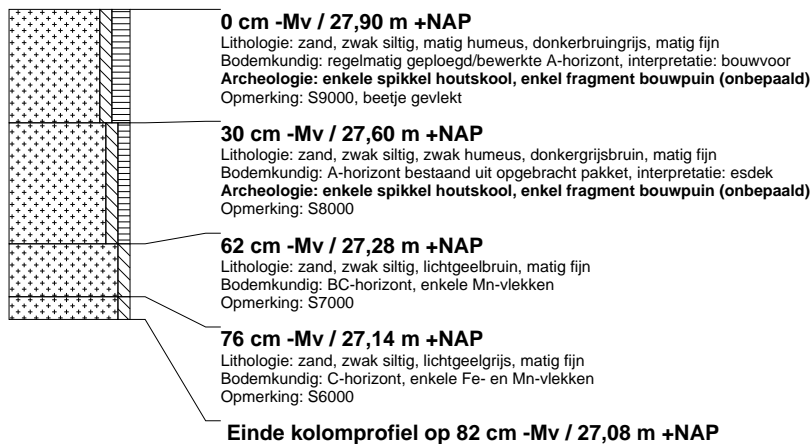 0 cm -Mv / 27,90 m +NAP
Lithologie: zand, zwak siltig, matig humeus, donkerbruingrijs, matig fijn
Bodemkundig: regelmatig geploegd/bewerkte A-horizont, interpretatie: bouwvoor
Archeologie: enkele spikkel houtskool, enkel fragment bouwpuin (onbepaald)
Opmerking: S9000, beetje gevlekt
30 cm -Mv / 27,60 m +NAP
Lithologie: zand, zwak siltig, zwak humeus, donkergrijsbruin, matig fijn
Bodemkundig: A-horizont bestaand uit opgebracht pakket, interpretatie: esdek
Archeologie: enkele spikkel houtskool, enkel fragment bouwpuin (onbepaald)
Opmerking: S8000
62 cm -Mv / 27,28 m +NAP
Lithologie: zand, zwak siltig, lichtgeelbruin, matig fijn
Bodemkundig: BC-horizont, enkele Mn-vlekken
Opmerking: S7000
76 cm -Mv / 27,14 m +NAP
Lithologie: zand, zwak siltig, lichtgeelgrijs, matig fijn
Bodemkundig: C-horizont, enkele Fe- en Mn-vlekken
Opmerking: S6000
Einde kolomprofiel op 82 cm -Mv / 27,08 m +NAP